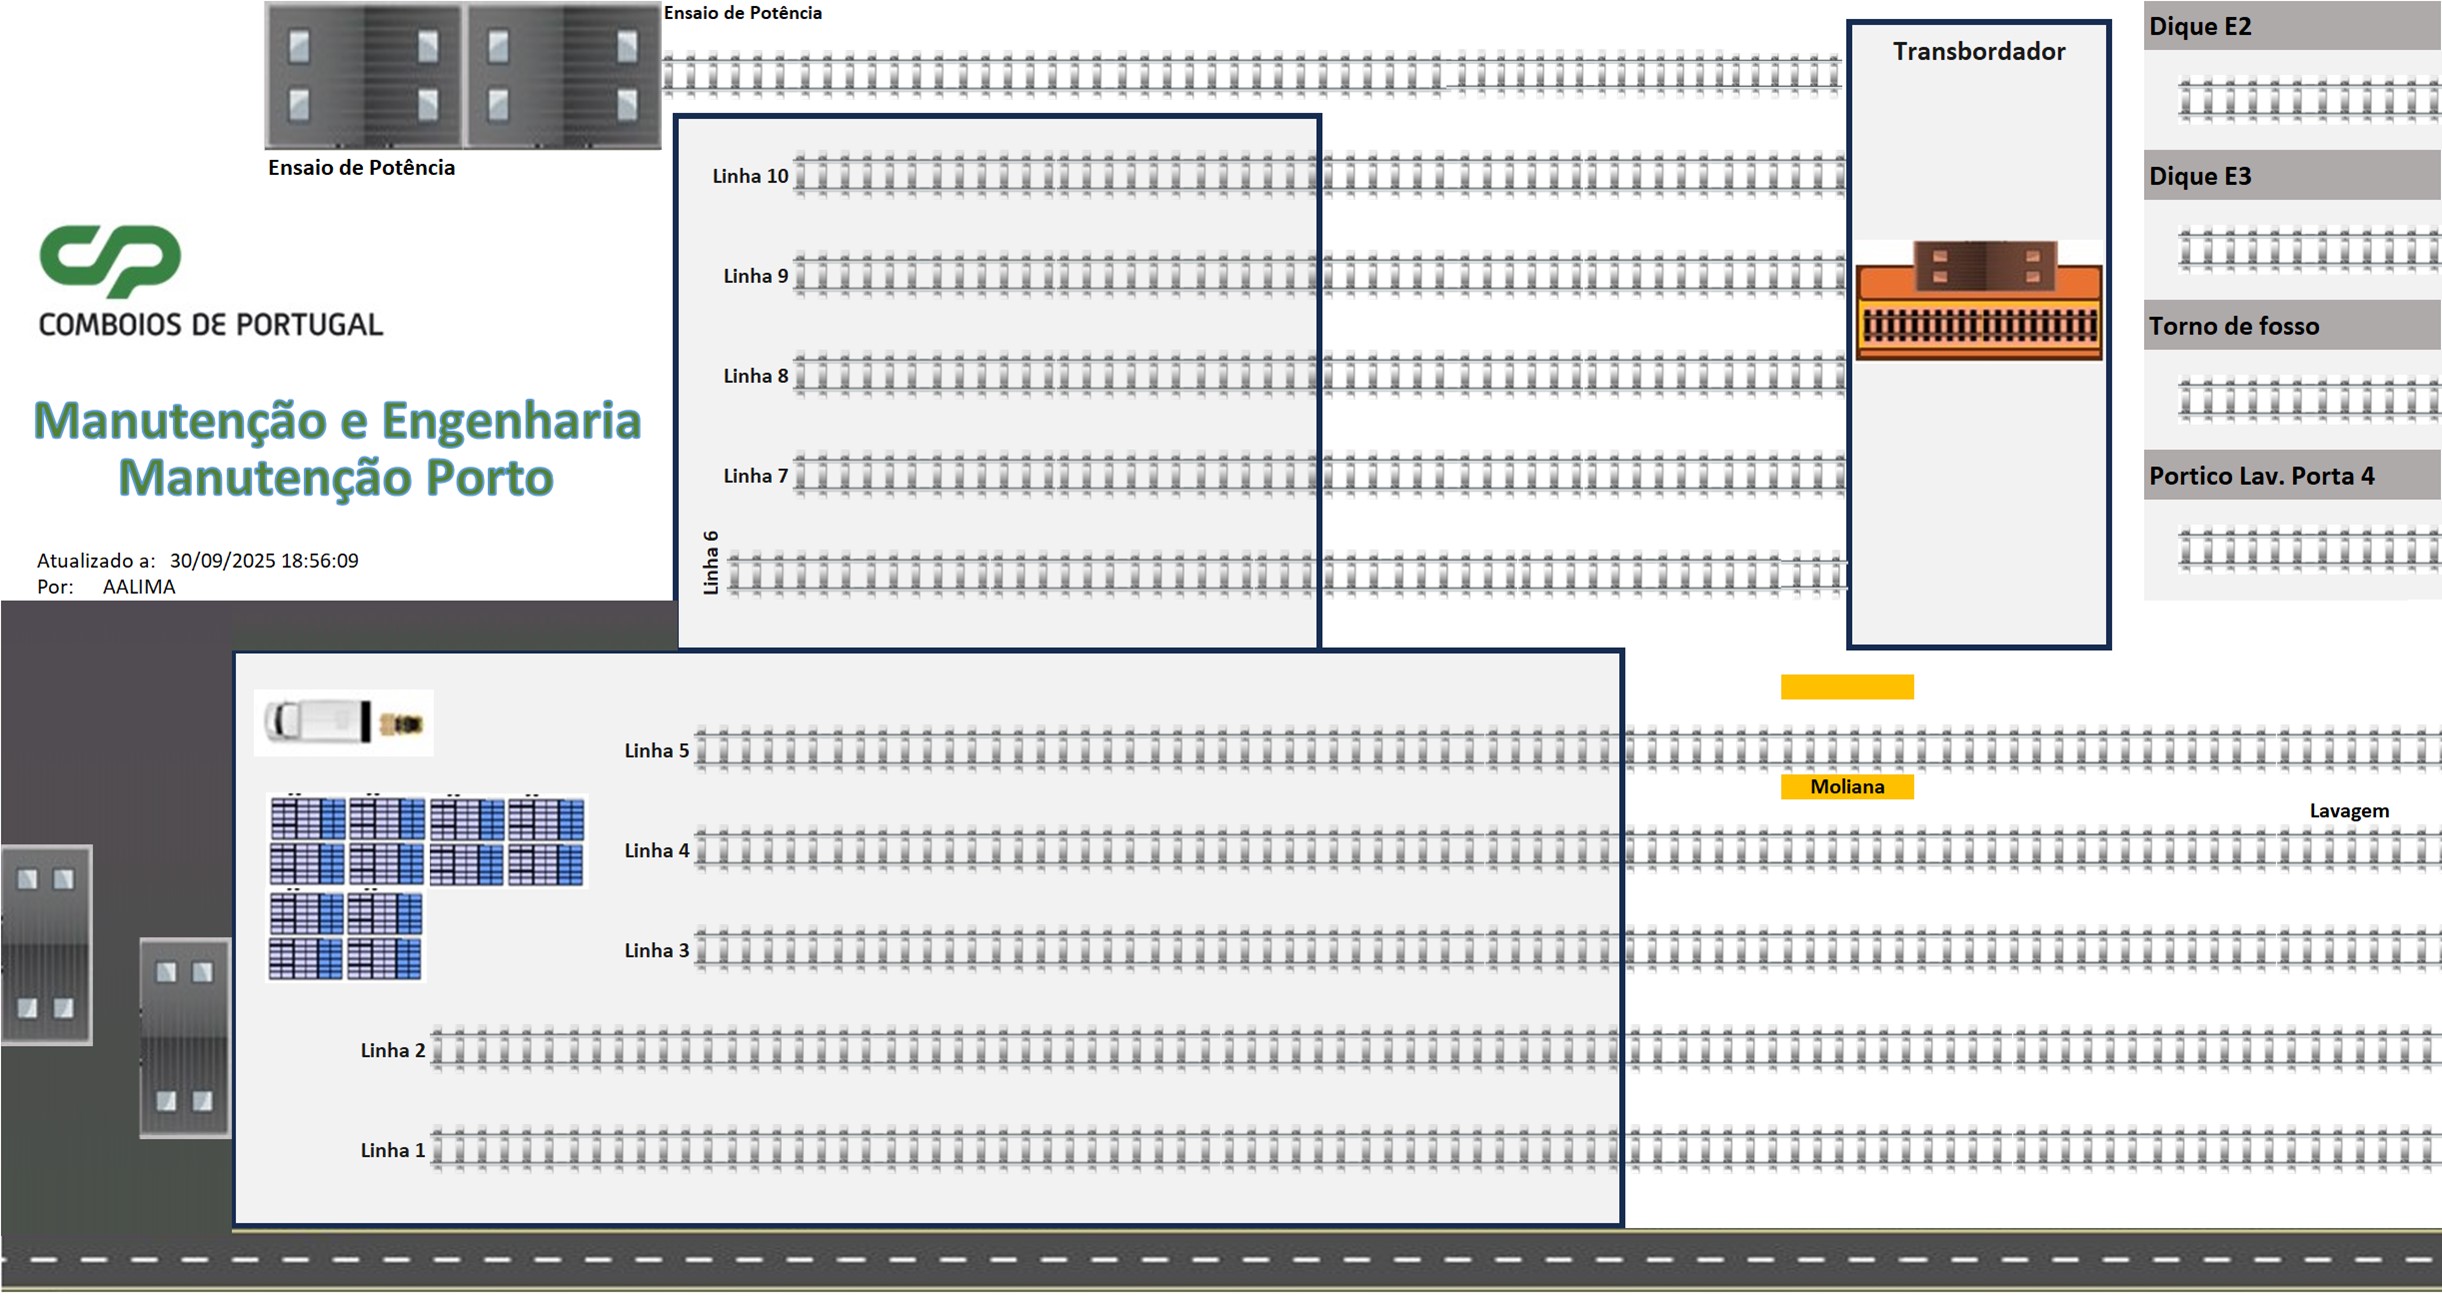 Ensaio de Potência
Ensaio de Potência
COMBOIOS DE PORTUGAL
Manutenção e Engenharia
Manutenção Porto
Atualizado a: 30/09/2025 18:56:09
Por: AALIMA
Linha 10
Linha 9
Linha 8
Linha 7
Linha 6
Transbordador
Dique E2
Dique E3
Torno de fosso
Portico Lav. Porta 4
Linha 5
Moliana
Lavagem
Linha 4
Linha 3
Linha 2
Linha 1